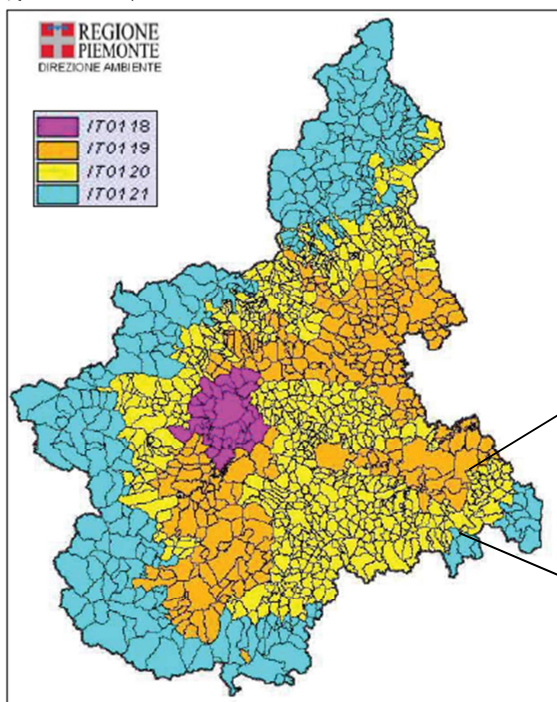 REGIONE
PIEMONTE
DIREZIONE AMBIENTE
IT0118
IT0119
IT0120
IT0121